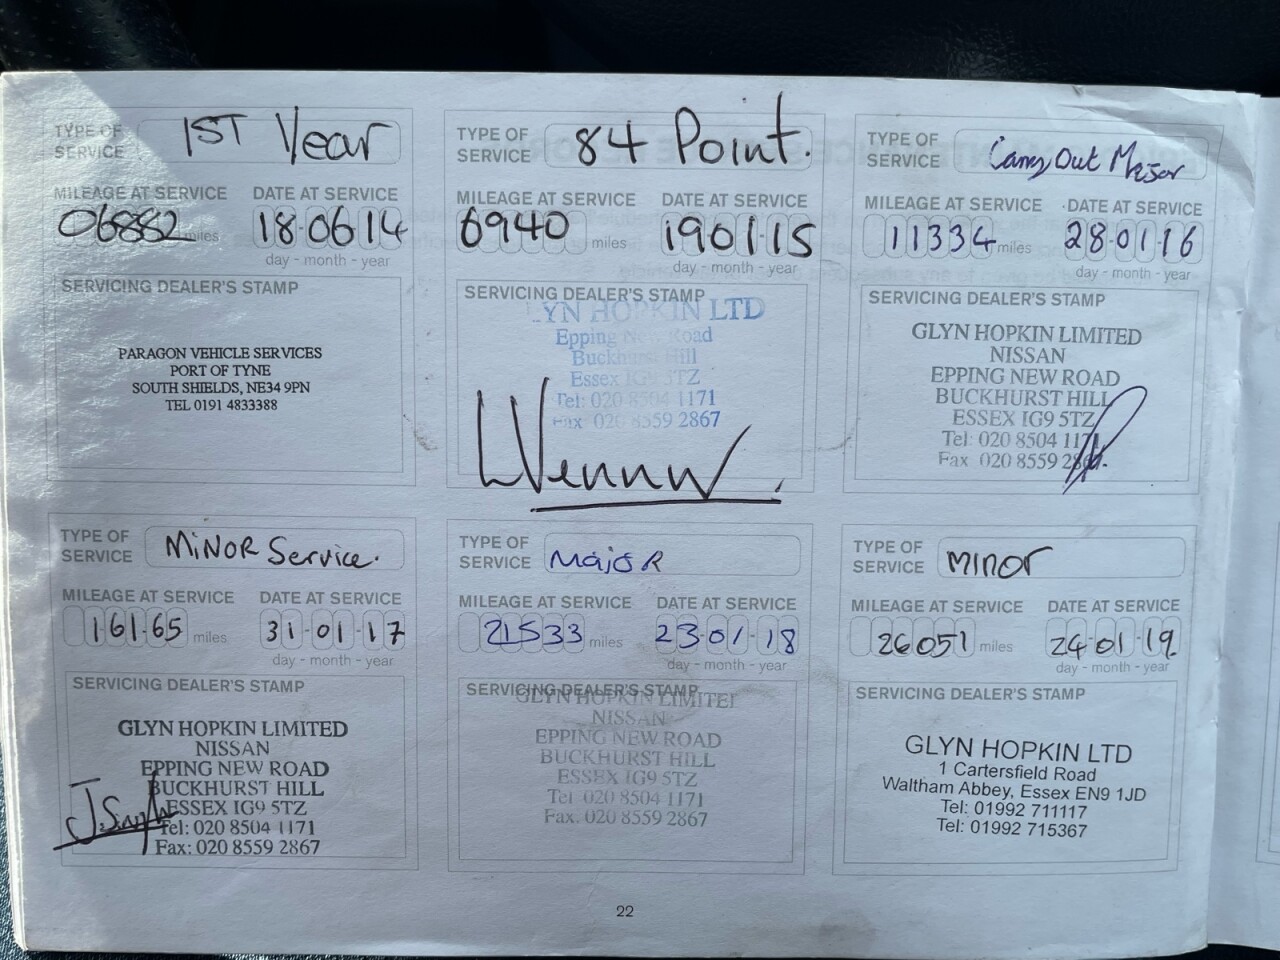 TYPE OF SERVICE 1ST Year
MILEAGE AT SERVICE DATE AT SERVICE
06882 miles 18-06-14
day - month - year
SERVICING DEALER'S STAMP
PARAGON VEHICLE SERVICES
PORT OF TYNE
SOUTH SHIELDS, NE34 9PN
TEL 0191 4833388
TYPE OF SERVICE 84 Point.
MILEAGE AT SERVICE DATE AT SERVICE
6940 miles 19 01-15
day - month - year
SERVICING DEALER'S STAMP
LYN HOPKIN LTD
Epping New Road
Buckhurst Hill
Essex IG9 5TZ
Tel: 020 8504 1171
Fax: 020 8559 2867
TYPE OF SERVICE Carry Out Major
MILEAGE AT SERVICE DATE AT SERVICE
11334 miles 28-01-16
day - month - year
SERVICING DEALER'S STAMP
GLYN HOPKIN LIMITED
NISSAN
EPPING NEW ROAD
BUCKHURST HILL
ESSEX IG9 5TZ
Tel: 020 8504 1171
Fax 020 8559 2867
TYPE OF SERVICE MiNOR Service.
MILEAGE AT SERVICE DATE AT SERVICE
16165 miles 31-01-17
day - month - year
SERVICING DEALER'S STAMP
GLYN HOPKIN LIMITED
NISSAN
EPPING NEW ROAD
BUCKHURST HILL
ESSEX IG9 5TZ
Tel: 020 8504 1171
Fax: 020 8559 2867
TYPE OF SERVICE MajoR
MILEAGE AT SERVICE DATE AT SERVICE
21533 miles 23-01-18
day - month - year
SERVICING DEALER'S STAMP
GLYN HOPKIN LIMITED
NISSAN
EPPING NEW ROAD
BUCKHURST HILL
ESSEX IG9 5TZ
Tel 020 8504 1171
Fax: 020 8559 2867
TYPE OF SERVICE MINOR
MILEAGE AT SERVICE DATE AT SERVICE
26051 miles 24-01-19
day - month - year
SERVICING DEALER'S STAMP
GLYN HOPKIN LTD
1 Cartersfield Road
Waltham Abbey, Essex EN9 1JD
Tel: 01992 711117
Tel: 01992 715367
22